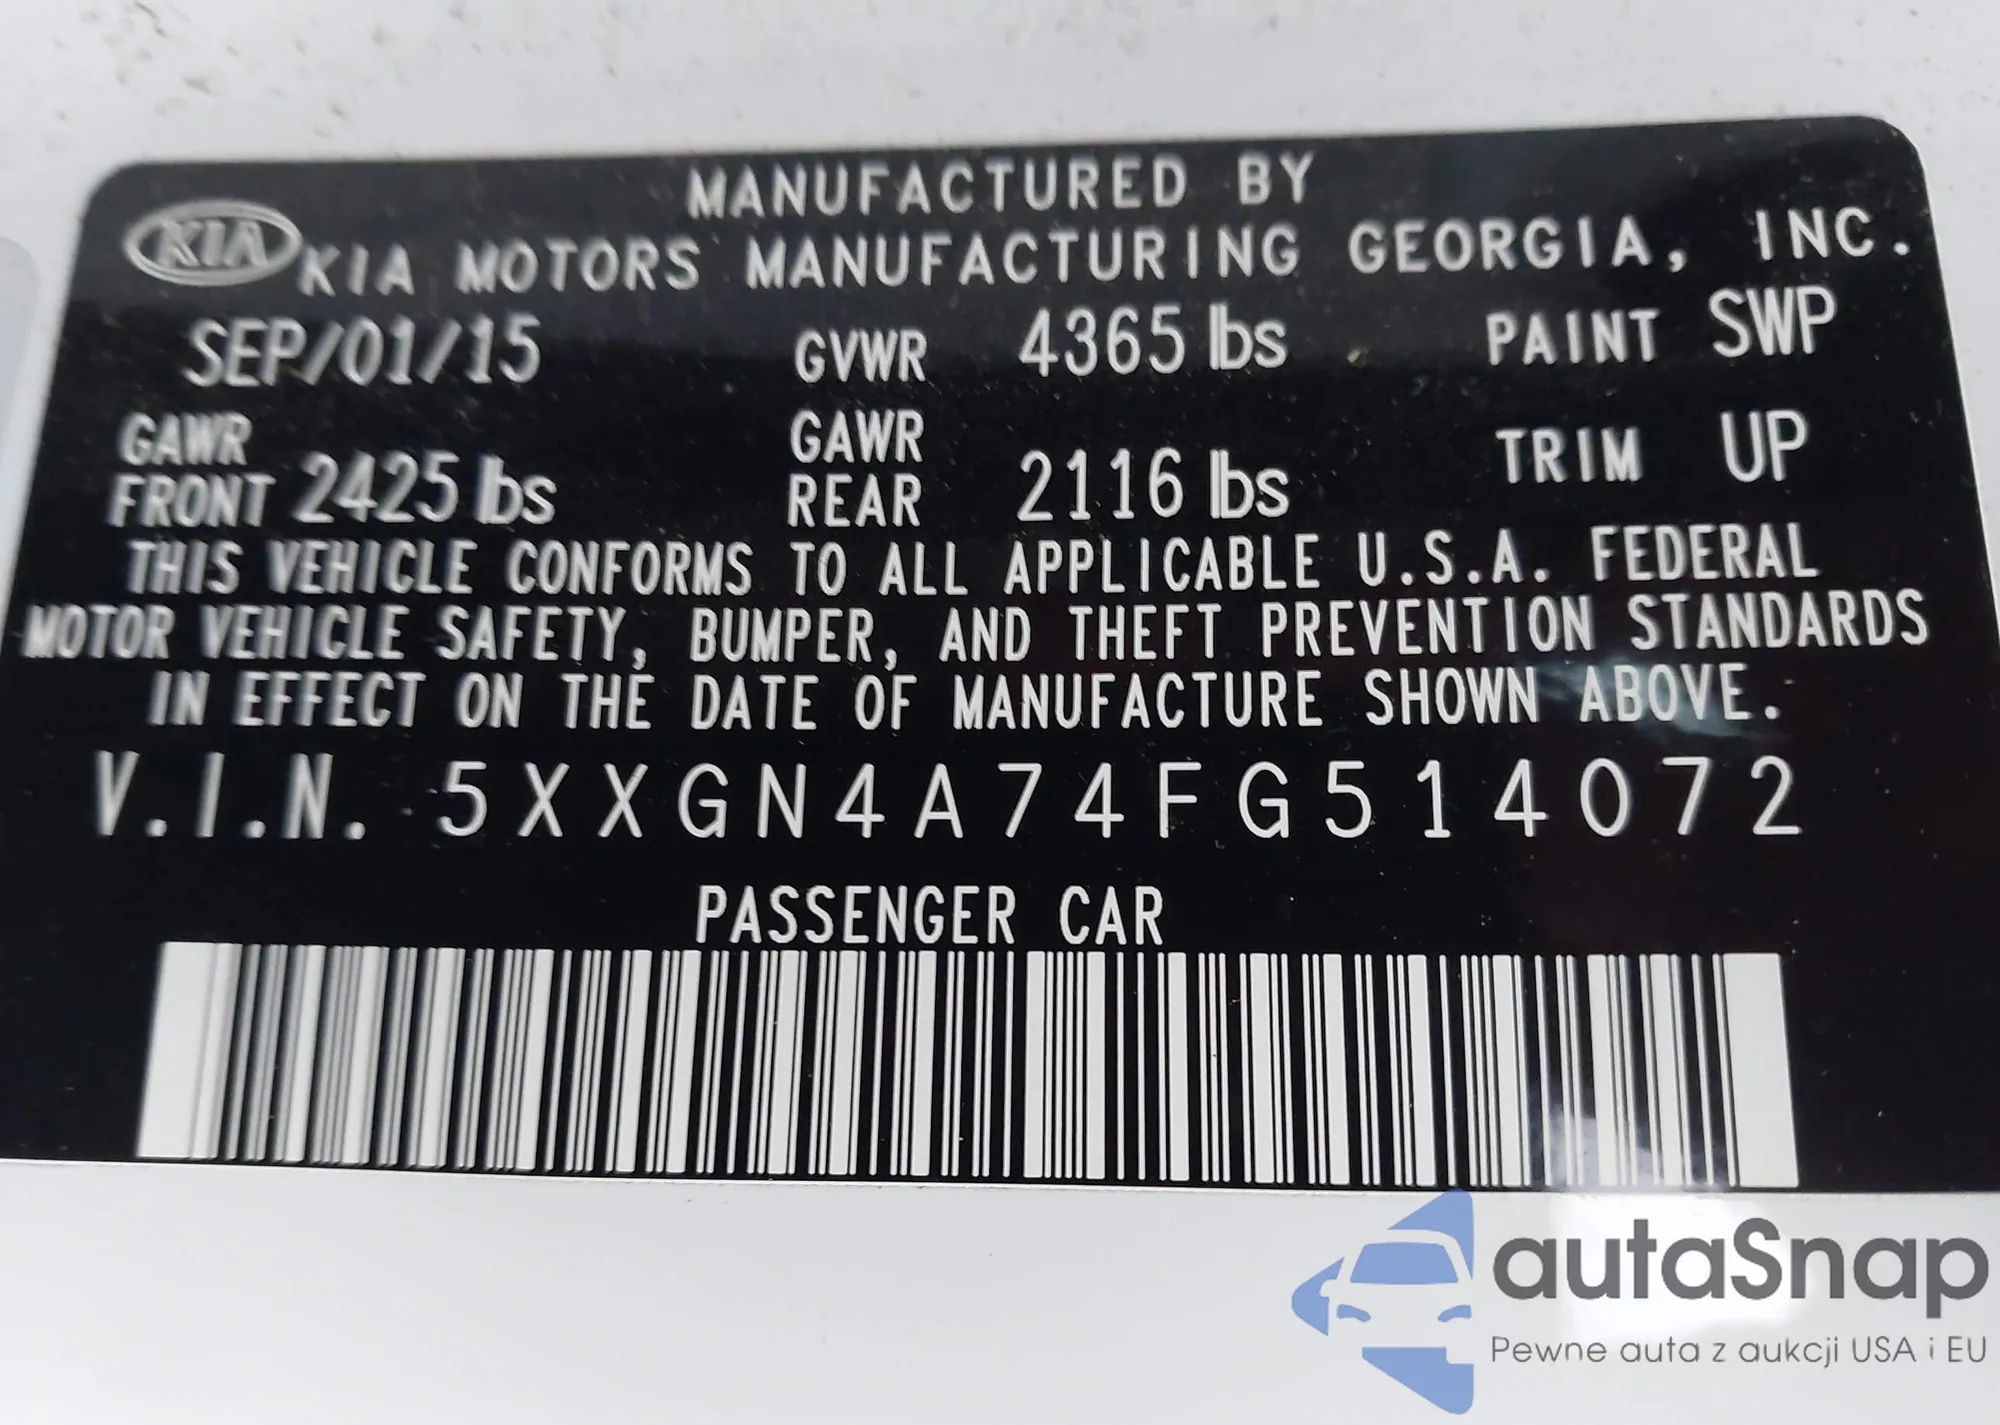 MANUFACTURED BY
KIA KIA MOTORS MANUFACTURING GEORGIA, INC.
SEP/01/15 GVWR 4365 lbs PAINT SWP
GAWR FRONT 2425 lbs GAWR REAR 2116 lbs TRIM UP
THIS VEHICLE CONFORMS TO ALL APPLICABLE U.S.A. FEDERAL
MOTOR VEHICLE SAFETY, BUMPER, AND THEFT PREVENTION STANDARDS
IN EFFECT ON THE DATE OF MANUFACTURE SHOWN ABOVE.
V.I.N. 5XXGN4A74FG514072
PASSENGER CAR
autaSnap
Pewne auta z aukcji USA i EU